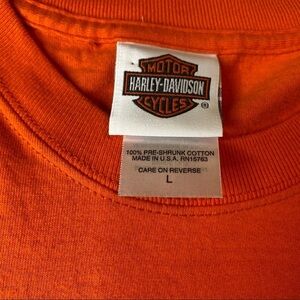 MOTOR
HARLEY-DAVIDSON
CYCLES ®
100% PRE-SHRUNK COTTON
MADE IN U.S.A. RN15763
CARE ON REVERSE
L